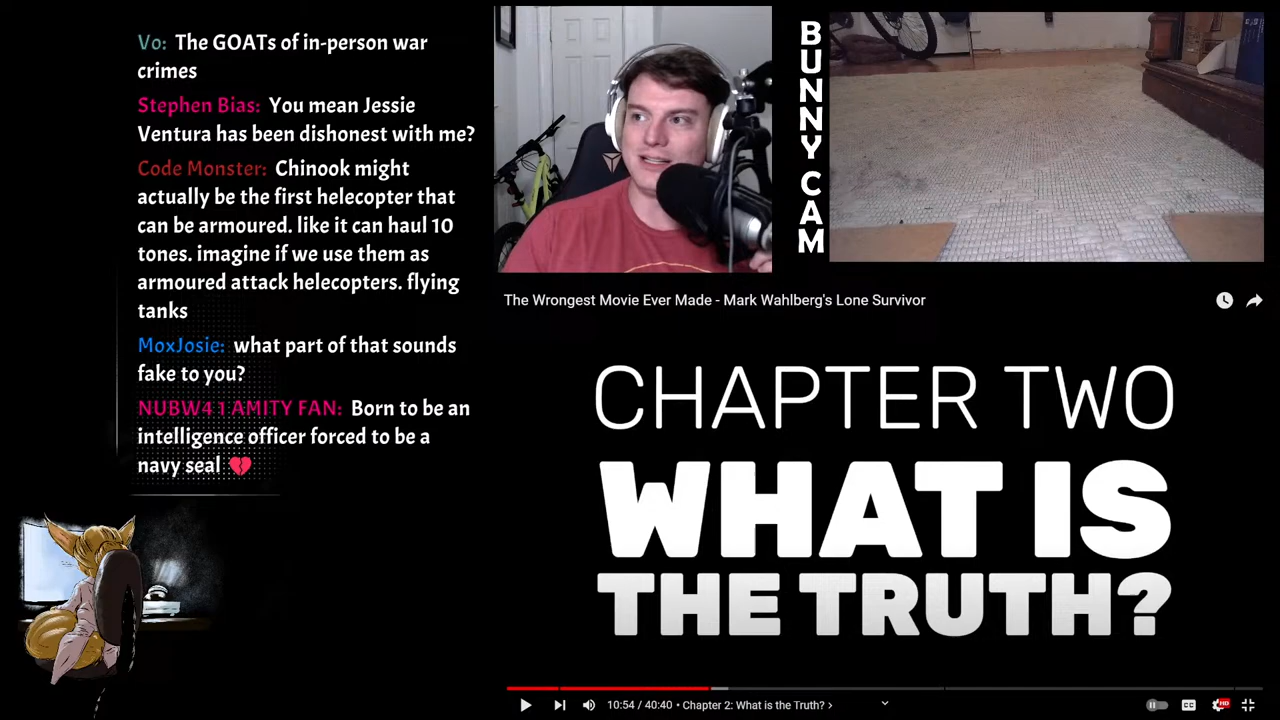 Vo: The GOATs of in-person war
crimes
Stephen Bias: You mean Jessie
Ventura has been dishonest with me?
Code Monster: Chinook might
actually be the first helecopter that
can be armoured. like it can haul 10
tones. imagine if we use them as
armoured attack helecopters. flying
tanks
MoxJosie: what part of that sounds
fake to you?
NUBW4 1 AMITY FAN: Born to be an
intelligence officer forced to be a
navy seal 💔
BUNNY CAM
The Wrongest Movie Ever Made - Mark Wahlberg's Lone Survivor
CHAPTER TWO
WHAT IS
THE TRUTH?
10:54 / 40:40 • Chapter 2: What is the Truth? ›
CC
HD